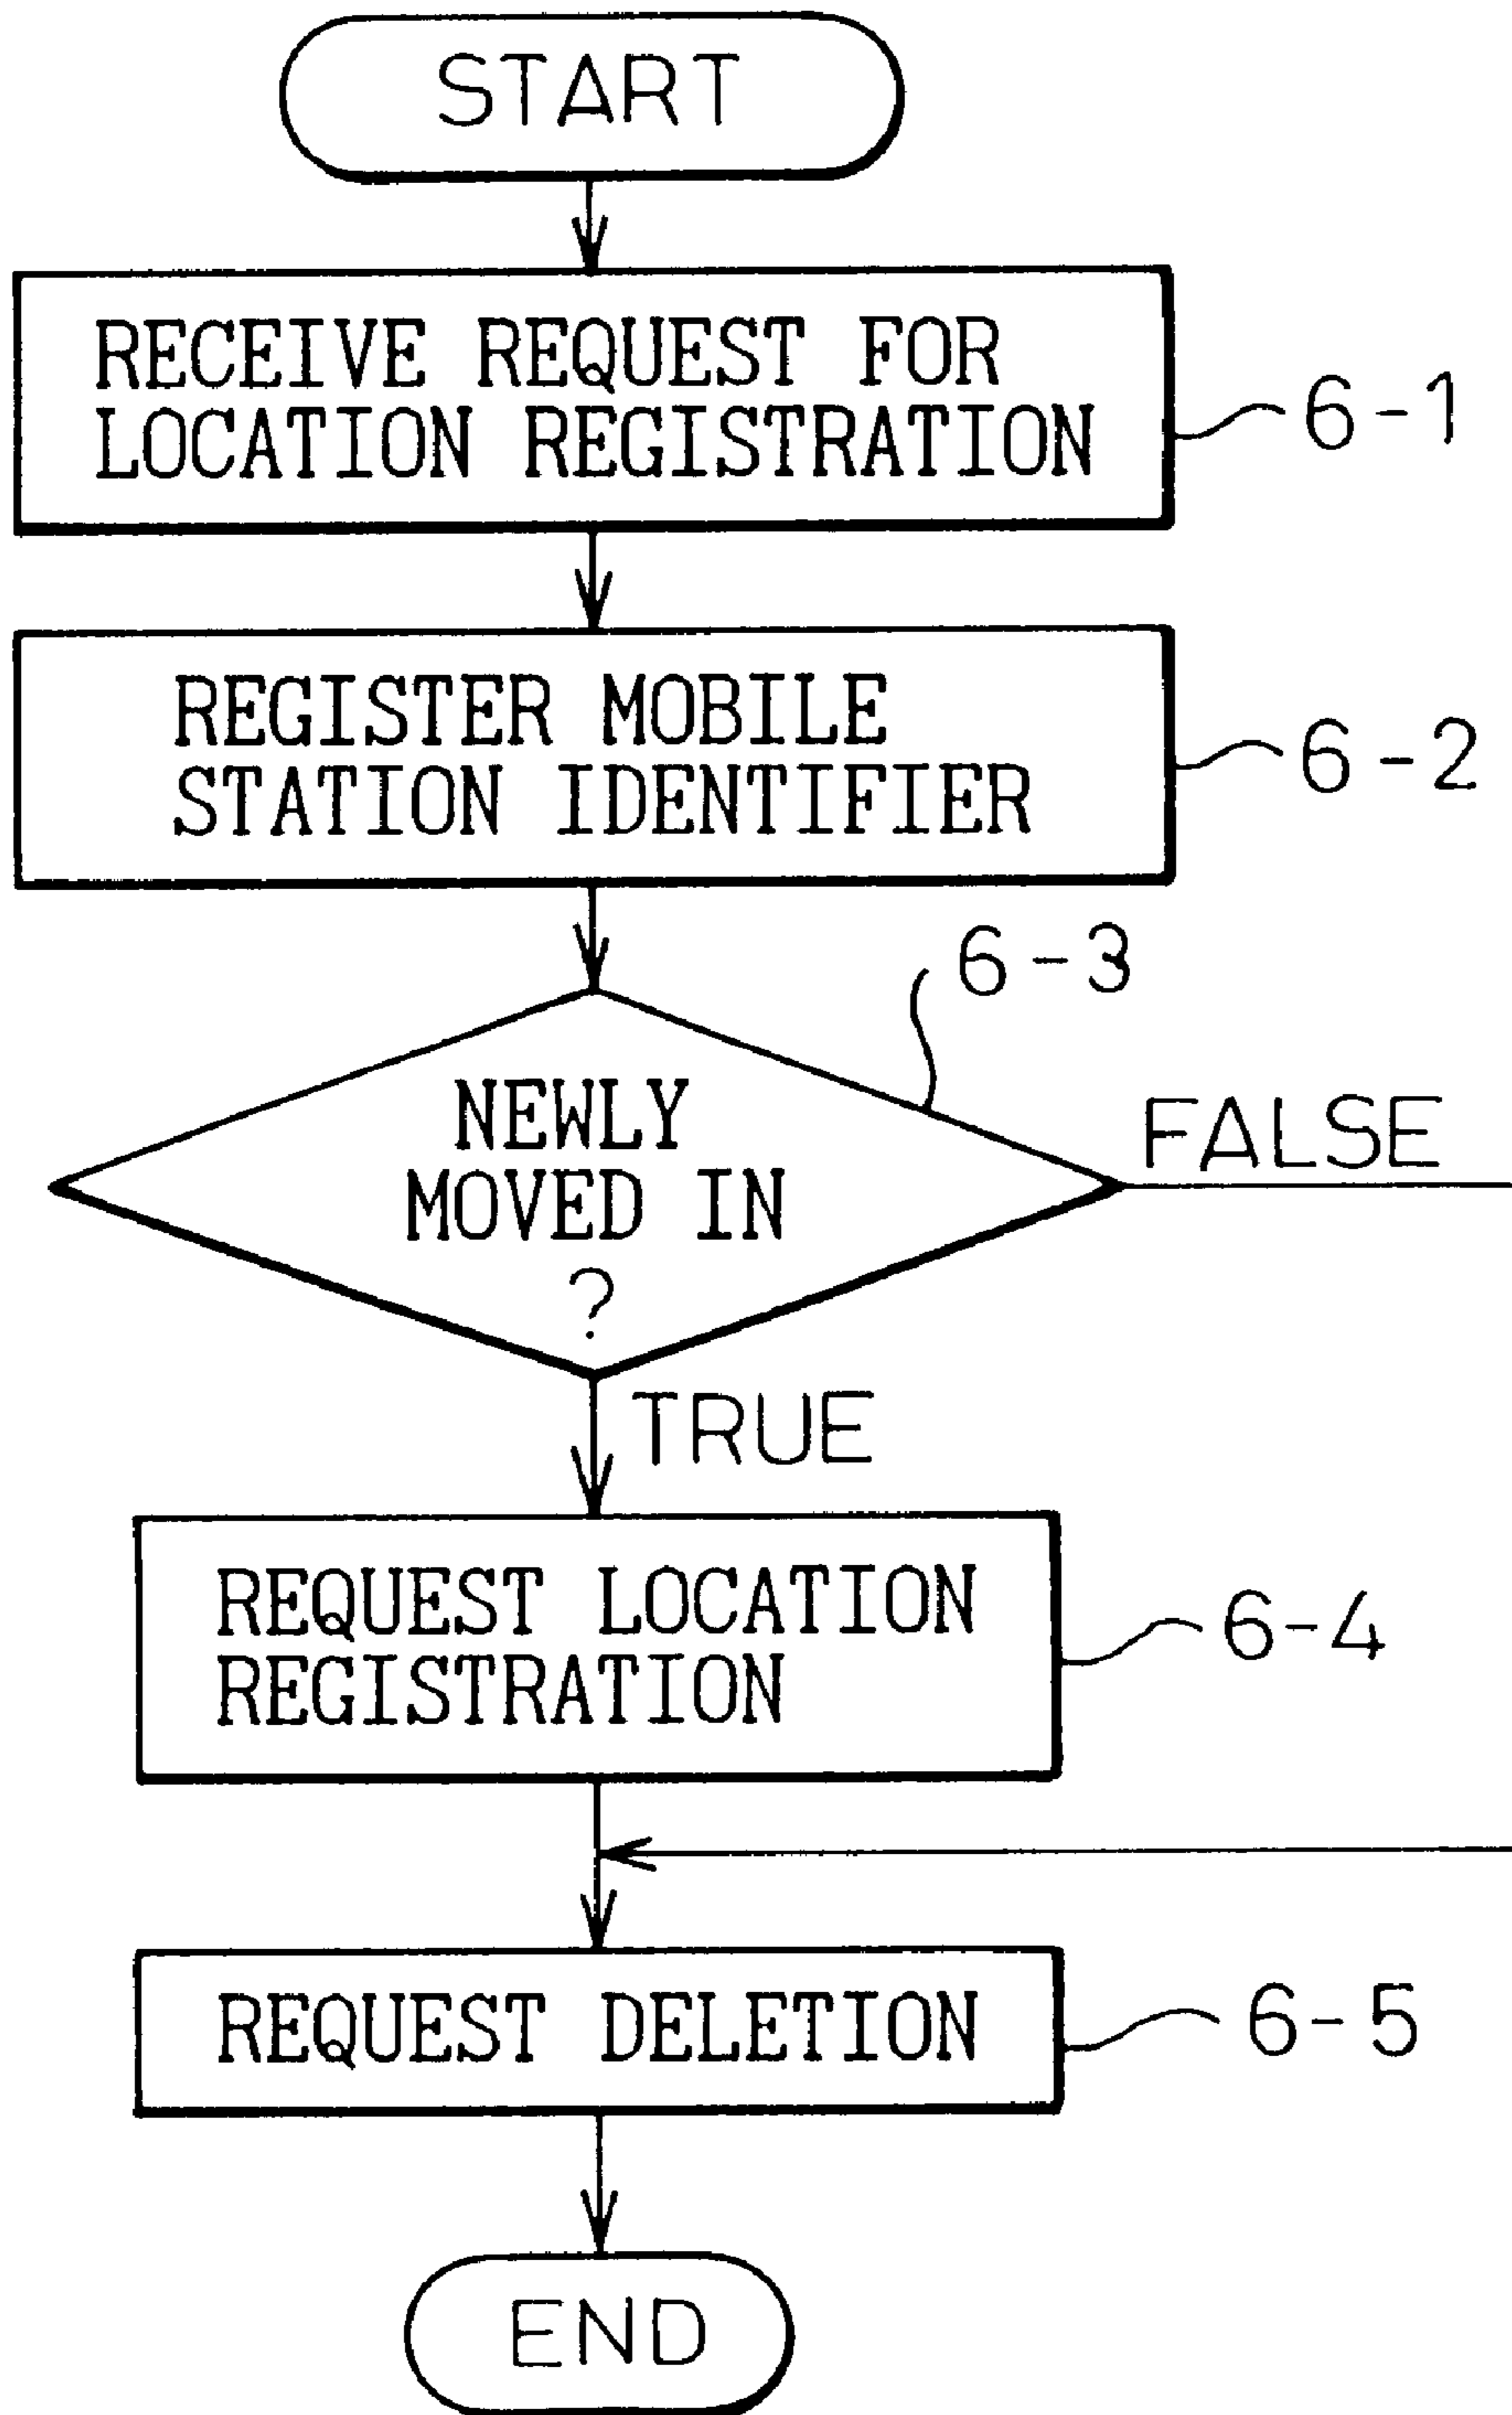 START
RECEIVE REQUEST FOR
LOCATION REGISTRATION
6-1
REGISTER MOBILE
STATION IDENTIFIER
6-2
6-3
NEWLY
MOVED IN
?
FALSE
TRUE
REQUEST LOCATION
REGISTRATION
6-4
REQUEST DELETION
6-5
END